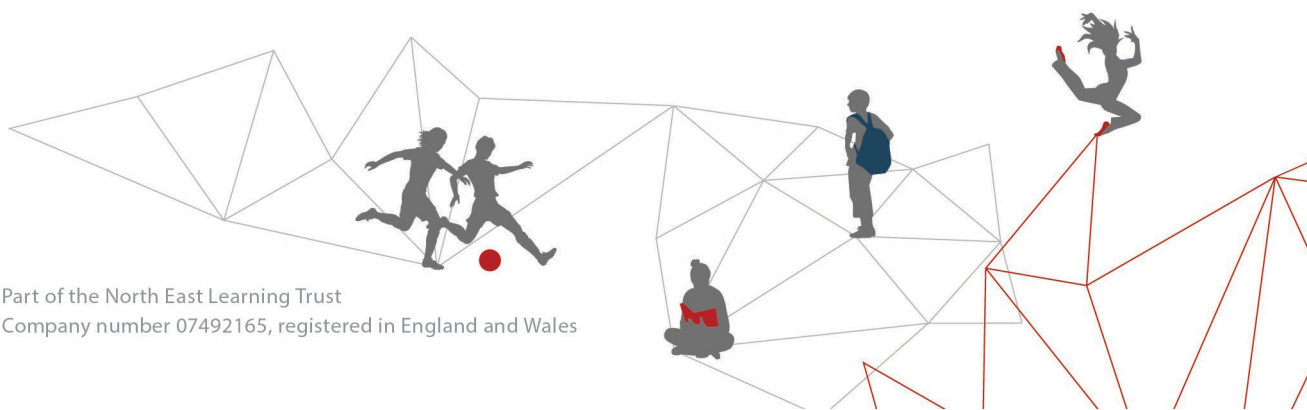 Part of the North East Learning Trust
Company number 07492165, registered in England and Wales